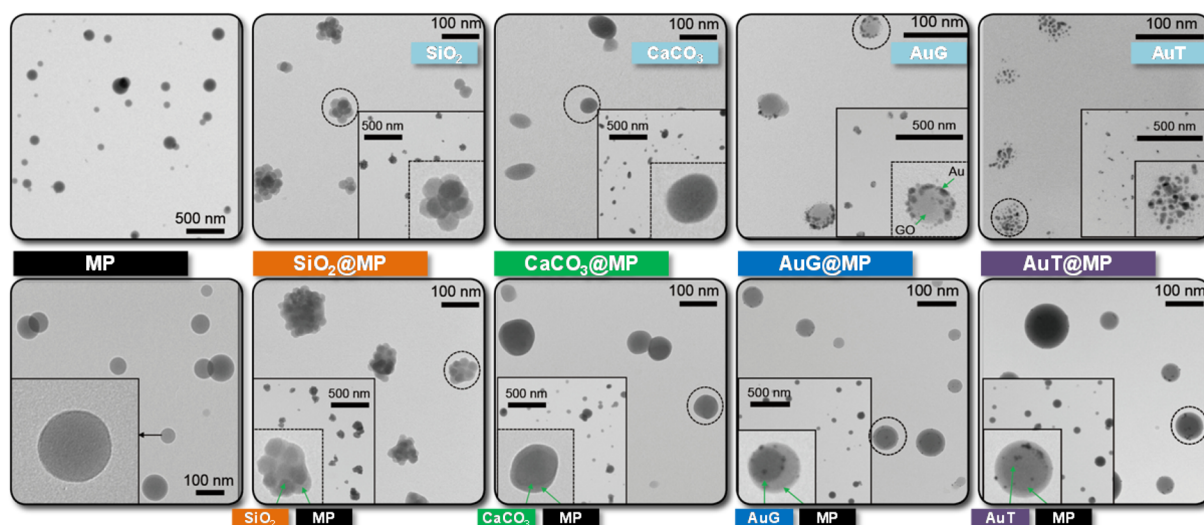 500 nm
100 nm
SiO₂
500 nm
100 nm
CaCO₃
500 nm
100 nm
AuG
500 nm
Au
GO
100 nm
AuT
500 nm
MP
SiO₂@MP
CaCO₃@MP
AuG@MP
AuT@MP
100 nm
100 nm
500 nm
100 nm
500 nm
100 nm
500 nm
100 nm
500 nm
SiO₂ MP
CaCO₃ MP
AuG MP
AuT MP